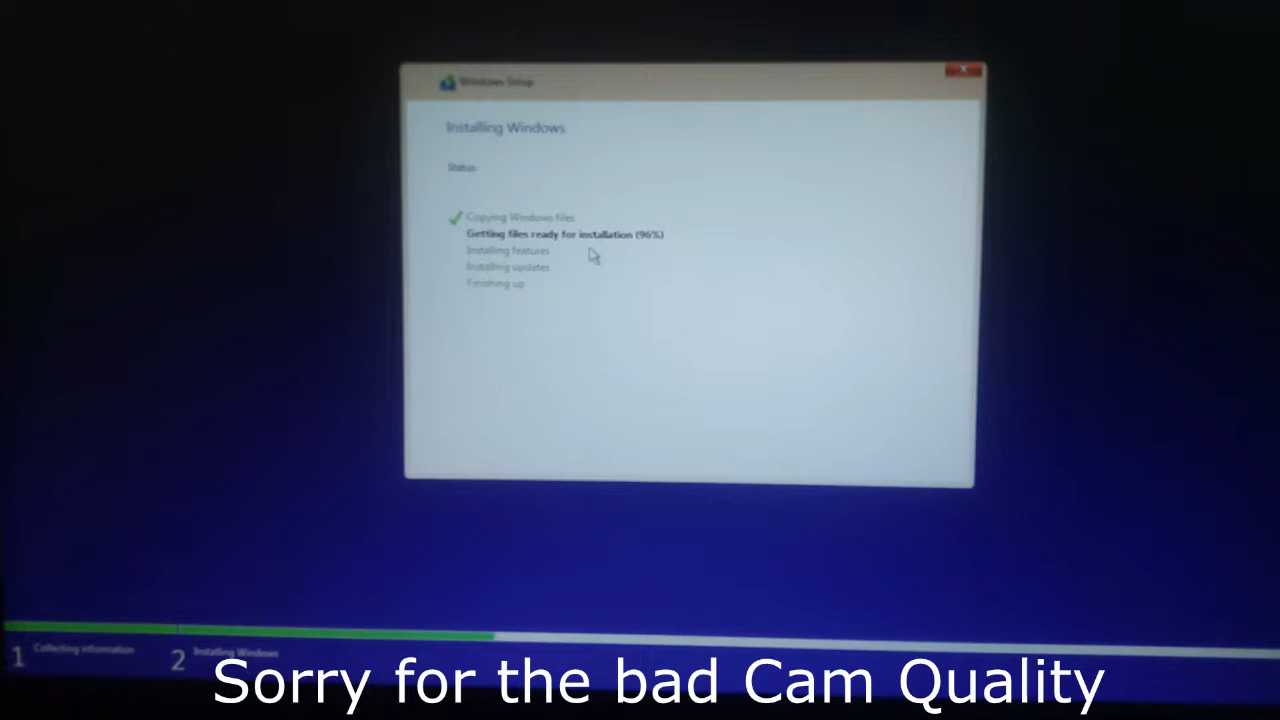 Windows Setup
Installing Windows
Status
Copying Windows files
Getting files ready for installation (96%)
Installing features
Installing updates
Finishing up
1 Collecting information
2 Installing Windows
Sorry for the bad Cam Quality